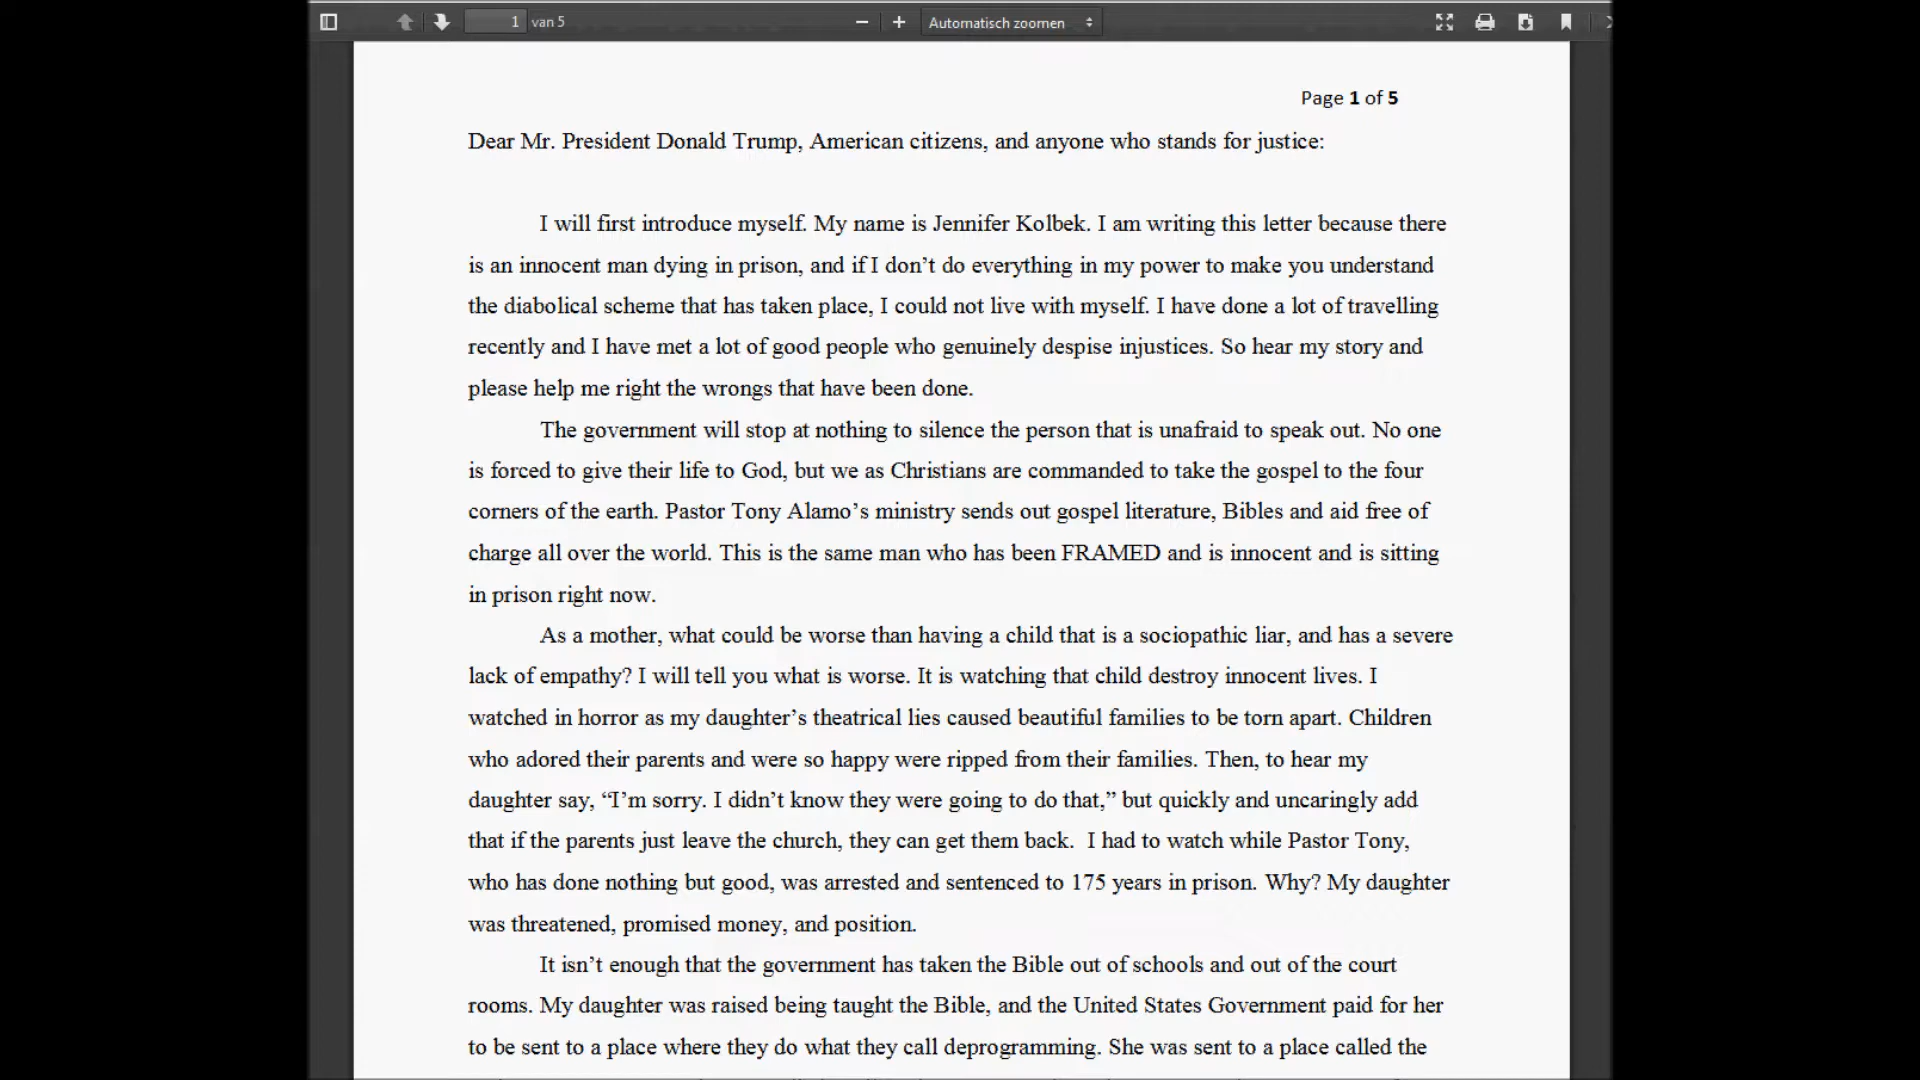 1 van 5 Automatisch zoomen
Page 1 of 5
Dear Mr. President Donald Trump, American citizens, and anyone who stands for justice:
I will first introduce myself. My name is Jennifer Kolbek. I am writing this letter because there
is an innocent man dying in prison, and if I don’t do everything in my power to make you understand
the diabolical scheme that has taken place, I could not live with myself. I have done a lot of travelling
recently and I have met a lot of good people who genuinely despise injustices. So hear my story and
please help me right the wrongs that have been done.
The government will stop at nothing to silence the person that is unafraid to speak out. No one
is forced to give their life to God, but we as Christians are commanded to take the gospel to the four
corners of the earth. Pastor Tony Alamo’s ministry sends out gospel literature, Bibles and aid free of
charge all over the world. This is the same man who has been FRAMED and is innocent and is sitting
in prison right now.
As a mother, what could be worse than having a child that is a sociopathic liar, and has a severe
lack of empathy? I will tell you what is worse. It is watching that child destroy innocent lives. I
watched in horror as my daughter’s theatrical lies caused beautiful families to be torn apart. Children
who adored their parents and were so happy were ripped from their families. Then, to hear my
daughter say, “I’m sorry. I didn’t know they were going to do that,” but quickly and uncaringly add
that if the parents just leave the church, they can get them back.  I had to watch while Pastor Tony,
who has done nothing but good, was arrested and sentenced to 175 years in prison. Why? My daughter
was threatened, promised money, and position.
It isn’t enough that the government has taken the Bible out of schools and out of the court
rooms. My daughter was raised being taught the Bible, and the United States Government paid for her
to be sent to a place where they do what they call deprogramming. She was sent to a place called the